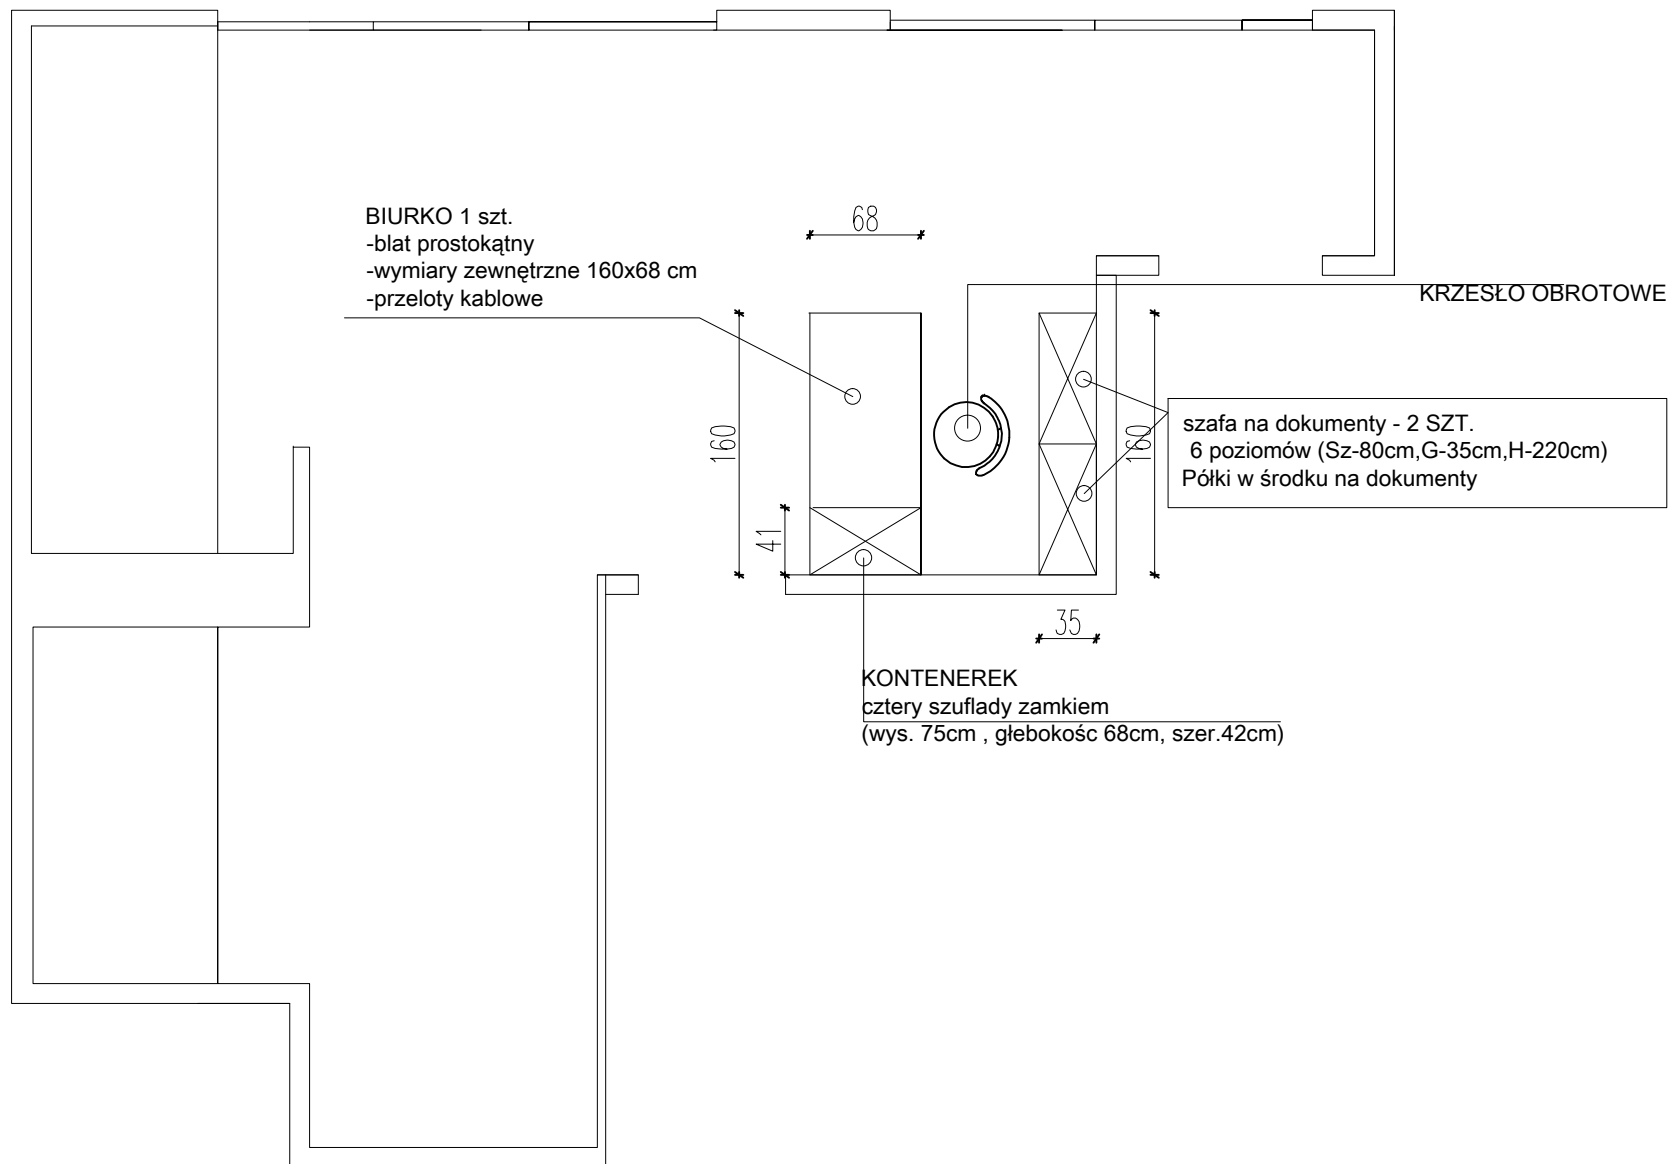 BIURKO 1 szt.
-blat prostokątny
-wymiary zewnętrzne 160x68 cm
-przeloty kablowe
68
KRZESŁO OBROTOWE
160
160
41
szafa na dokumenty - 2 SZT.
6 poziomów (Sz-80cm,G-35cm,H-220cm)
Półki w środku na dokumenty
35
KONTENEREK
cztery szuflady zamkiem
(wys. 75cm , głebokośc 68cm, szer.42cm)